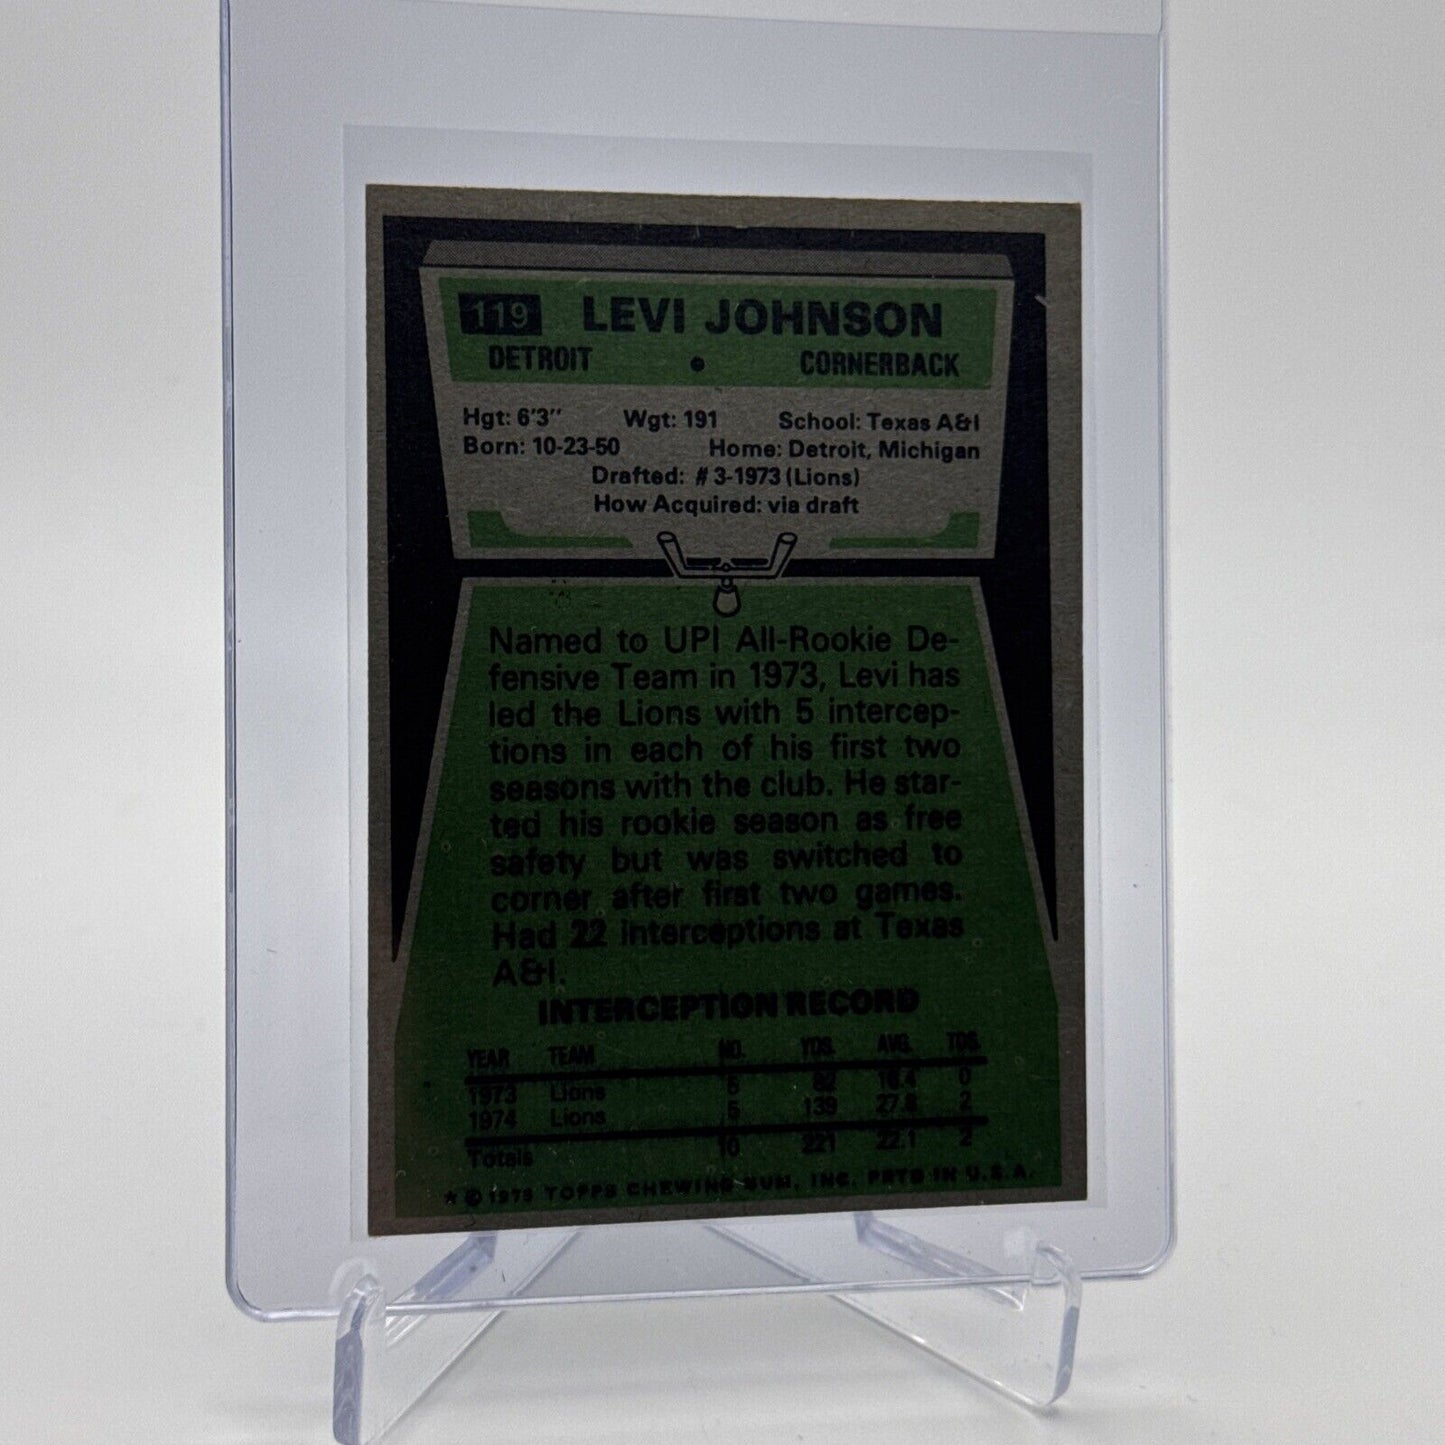 119 LEVI JOHNSON
DETROIT • CORNERBACK
Hgt: 6'3" Wgt: 191 School: Texas A&I
Born: 10-23-50 Home: Detroit, Michigan
Drafted: #3-1973 (Lions)
How Acquired: via draft
Named to UPI All-Rookie De-
fensive Team in 1973, Levi has
led the Lions with 5 intercep-
tions in each of his first two
seasons with the club. He star-
ted his rookie season as free
safety but was switched to
corner after first two games.
Had 22 interceptions at Texas
A&I.
INTERCEPTION RECORD
YEAR TEAM NO. YDS. AVG. TDS.
1973 Lions 5 82 16.4 0
1974 Lions 5 139 27.8 2
Totals 10 221 22.1 2
★ © 1975 TOPPS CHEWING GUM, INC. PRTD IN U.S.A.